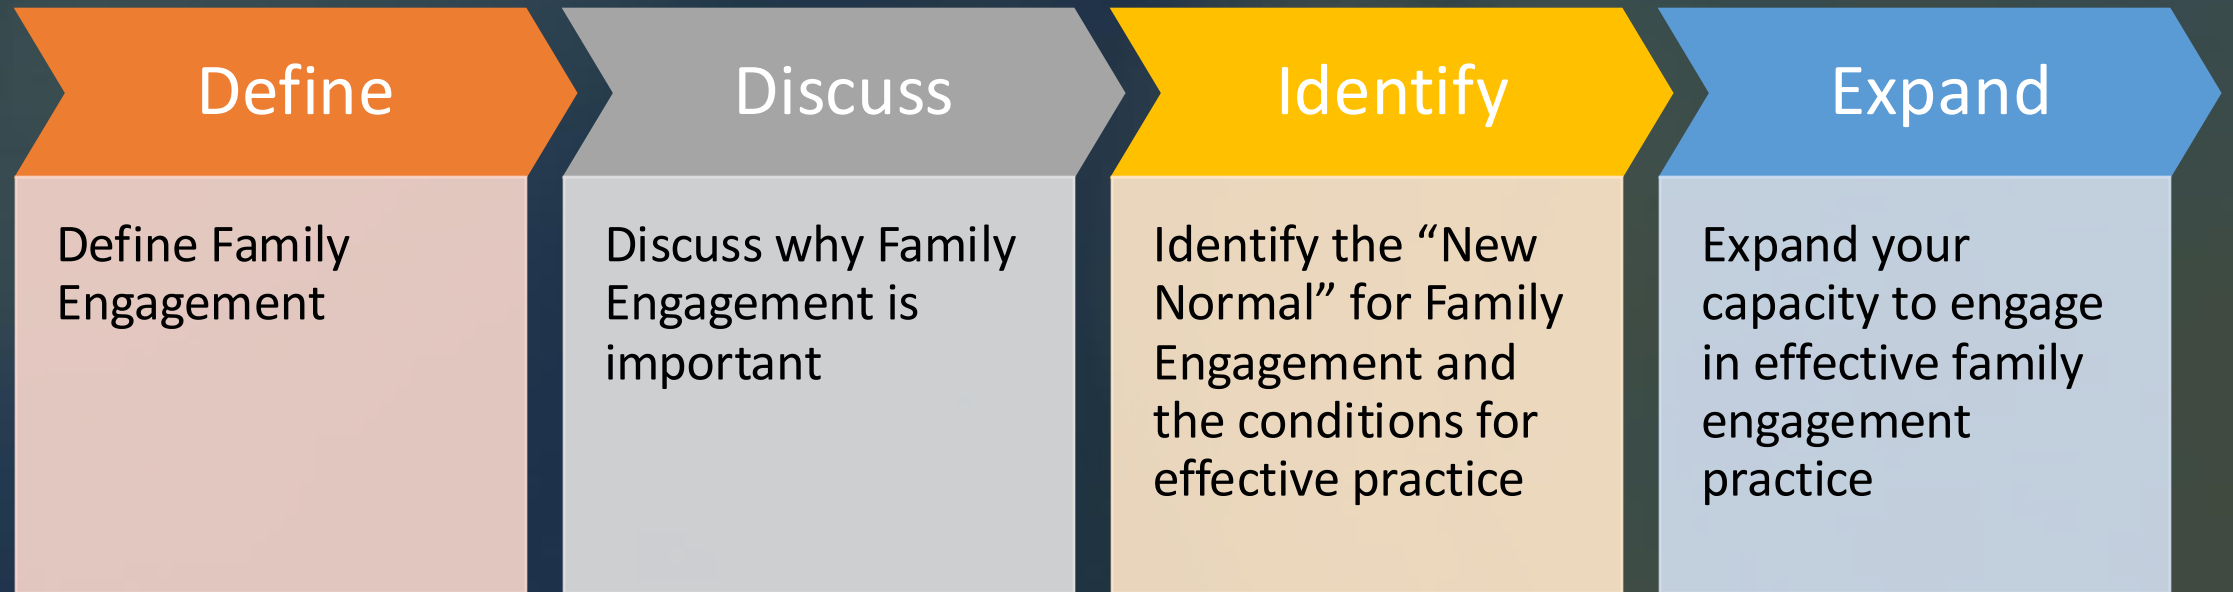 Define
Define Family
Engagement
Discuss
Discuss why Family
Engagement is
important
Identify
Identify the “New
Normal” for Family
Engagement and
the conditions for
effective practice
Expand
Expand your
capacity to engage
in effective family
engagement
practice